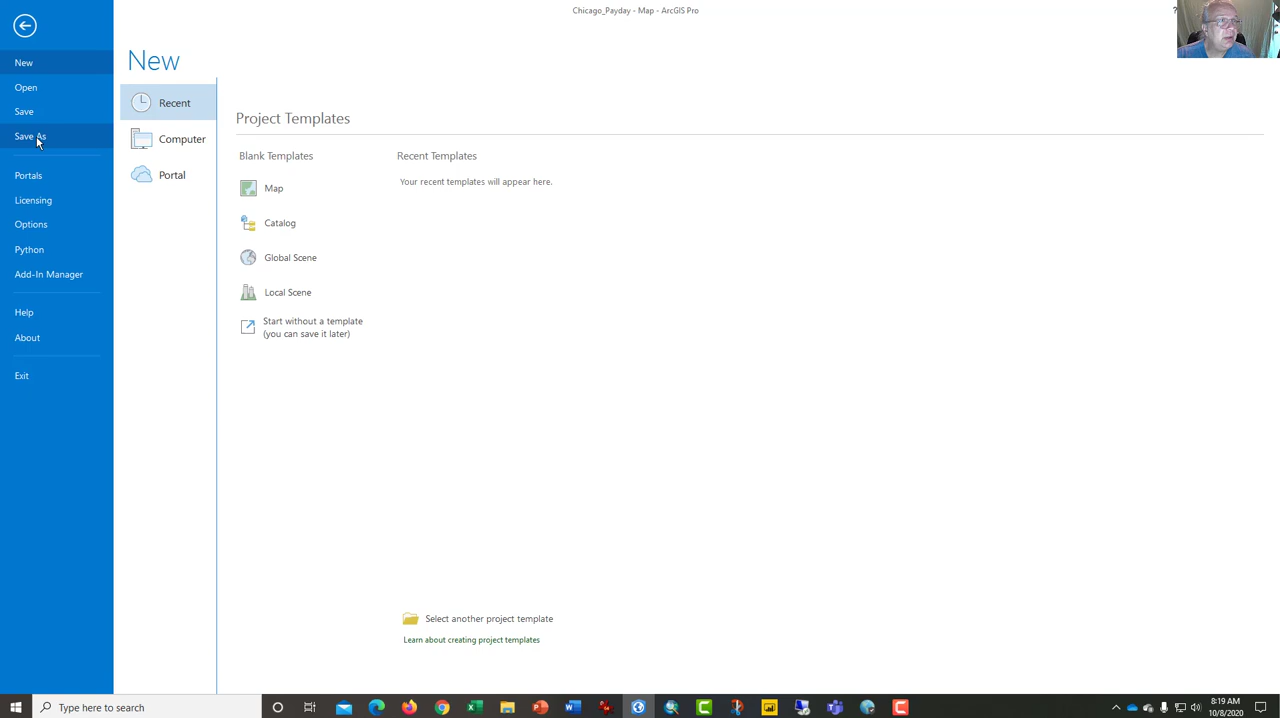 Chicago_Payday - Map - ArcGIS Pro
?
New
Open
Save
Save As
Portals
Licensing
Options
Python
Add-In Manager
Help
About
Exit
New
Recent
Computer
Portal
Project Templates
Blank Templates
Map
Catalog
Global Scene
Local Scene
Start without a template
(you can save it later)
Recent Templates
Your recent templates will appear here.
Select another project template
Learn about creating project templates
Type here to search
8:19 AM
10/8/2020